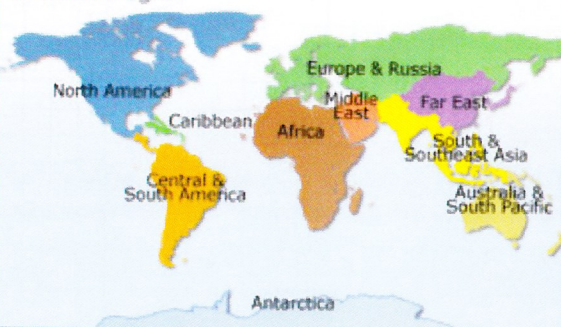 Europe & Russia
North America
Middle
East
Far East
Caribbean
Africa
South &
Southeast Asia
Central &
South America
Australia &
South Pacific
Antarctica